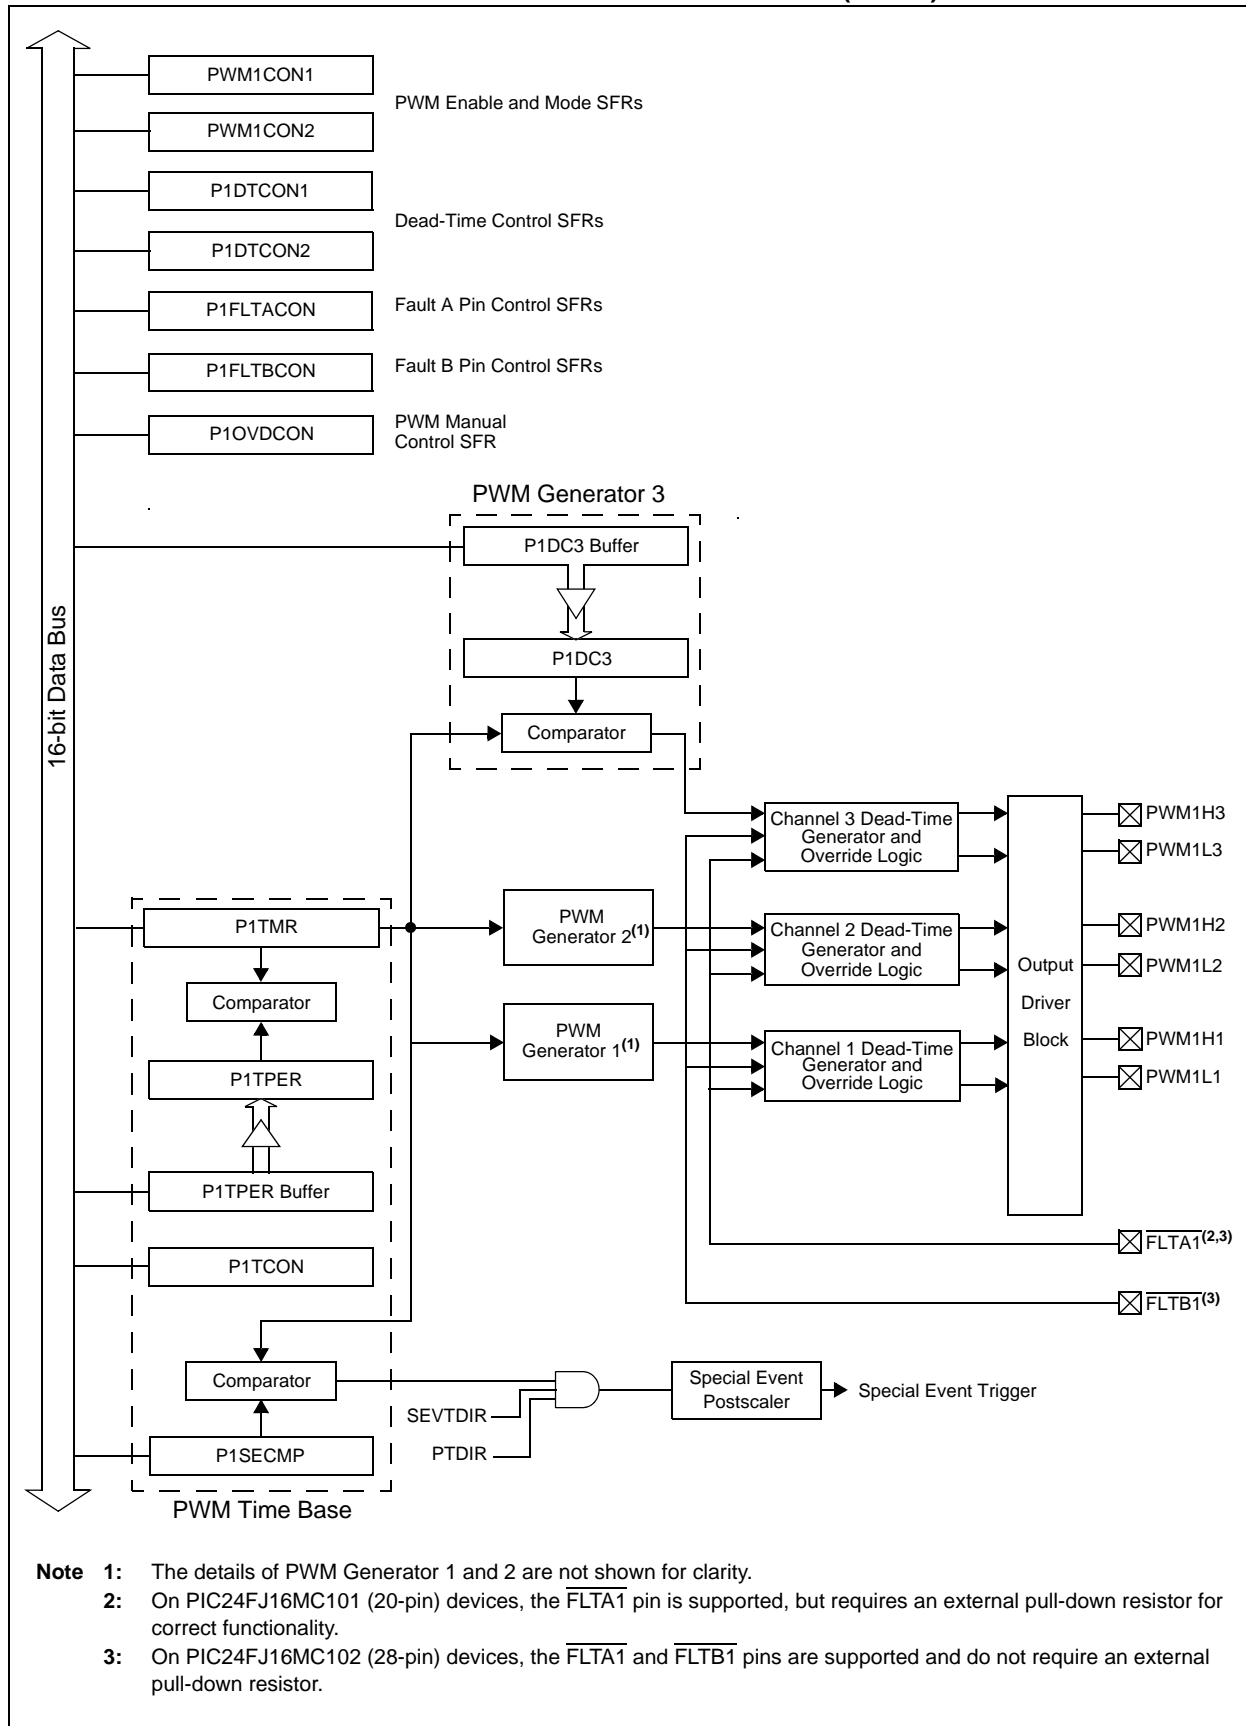 PWM1CON1
PWM Enable and Mode SFRs
PWM1CON2
P1DTCON1
Dead-Time Control SFRs
P1DTCON2
P1FLTACON
Fault A Pin Control SFRs
P1FLTBCON
Fault B Pin Control SFRs
P1OVDCON
PWM Manual
Control SFR
16-bit Data Bus
PWM Generator 3
P1DC3 Buffer
P1DC3
Comparator
Channel 3 Dead-Time
Generator and
Override Logic
PWM1H3
PWM1L3
P1TMR
Comparator
P1TPER
P1TPER Buffer
P1TCON
Comparator
P1SECMP
PWM Time Base
PWM
Generator 2(1)
Channel 2 Dead-Time
Generator and
Override Logic
PWM1H2
PWM1L2
PWM
Generator 1(1)
Channel 1 Dead-Time
Generator and
Override Logic
PWM1H1
PWM1L1
Output
Driver
Block
FLTA1(2,3)
FLTB1(3)
SEVTDIR
PTDIR
Special Event
Postscaler
Special Event Trigger
Note 1: The details of PWM Generator 1 and 2 are not shown for clarity.
2: On PIC24FJ16MC101 (20-pin) devices, the FLTA1 pin is supported, but requires an external pull-down resistor for
correct functionality.
3: On PIC24FJ16MC102 (28-pin) devices, the FLTA1 and FLTB1 pins are supported and do not require an external
pull-down resistor.